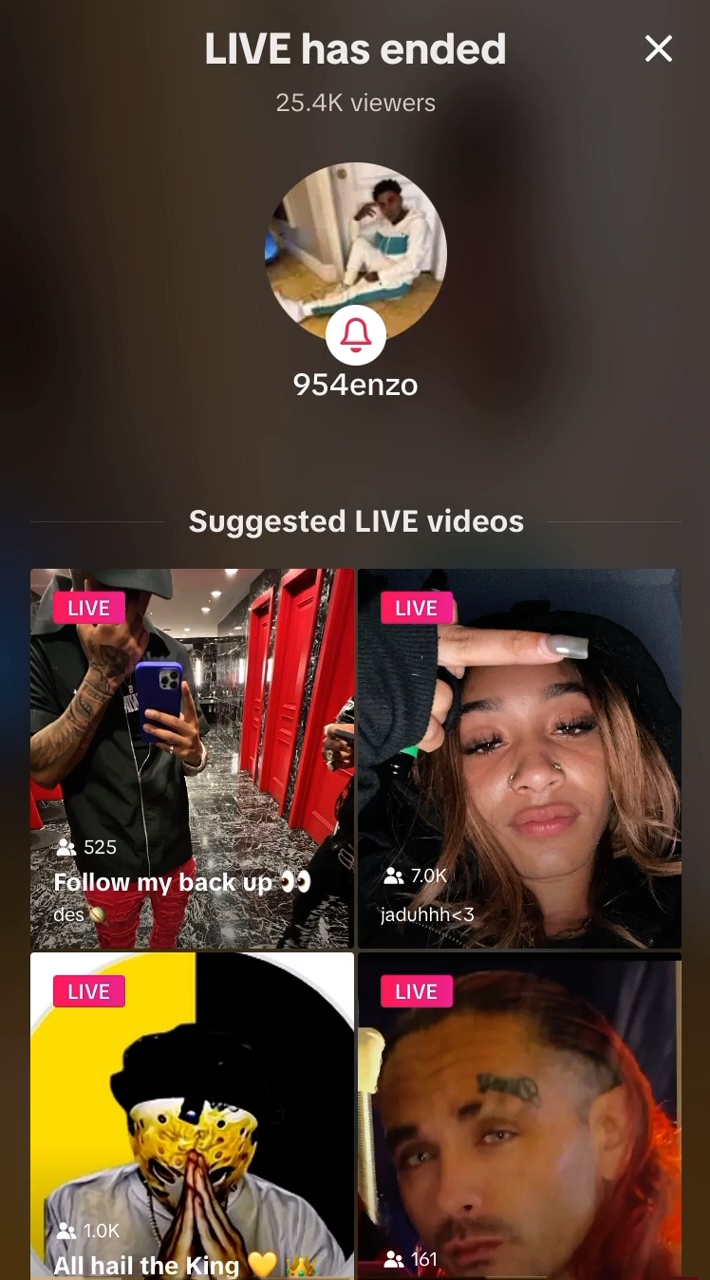 LIVE has ended
25.4K viewers
954enzo
Suggested LIVE videos
LIVE
525
Follow my back up 👀
des 🥎
LIVE
7.0K
jaduhhh<3
LIVE
1.0K
All hail the King 💛 👑
LIVE
161